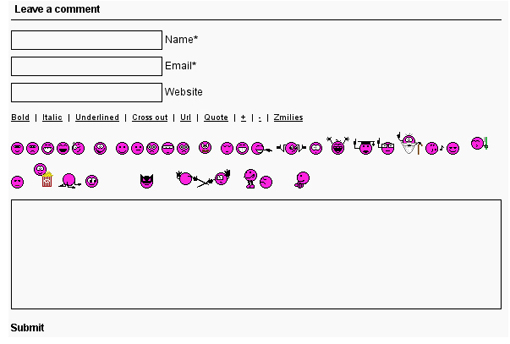 Leave a comment
Name*
Email*
Website
Bold | Italic | Underlined | Cross out | Url | Quote | + | - | Zmilies
Submit